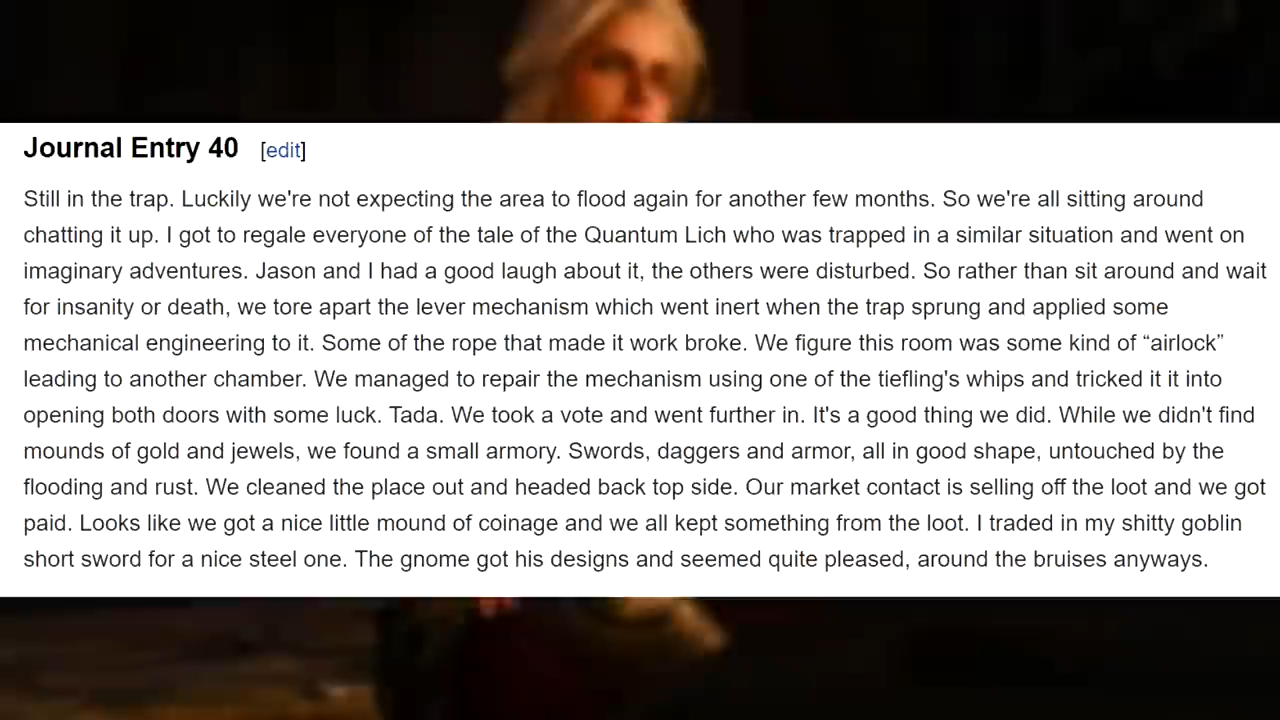 Journal Entry 40 [edit]
Still in the trap. Luckily we're not expecting the area to flood again for another few months. So we're all sitting around
chatting it up. I got to regale everyone of the tale of the Quantum Lich who was trapped in a similar situation and went on
imaginary adventures. Jason and I had a good laugh about it, the others were disturbed. So rather than sit around and wait
for insanity or death, we tore apart the lever mechanism which went inert when the trap sprung and applied some
mechanical engineering to it. Some of the rope that made it work broke. We figure this room was some kind of “airlock”
leading to another chamber. We managed to repair the mechanism using one of the tiefling's whips and tricked it it into
opening both doors with some luck. Tada. We took a vote and went further in. It's a good thing we did. While we didn't find
mounds of gold and jewels, we found a small armory. Swords, daggers and armor, all in good shape, untouched by the
flooding and rust. We cleaned the place out and headed back top side. Our market contact is selling off the loot and we got
paid. Looks like we got a nice little mound of coinage and we all kept something from the loot. I traded in my shitty goblin
short sword for a nice steel one. The gnome got his designs and seemed quite pleased, around the bruises anyways.